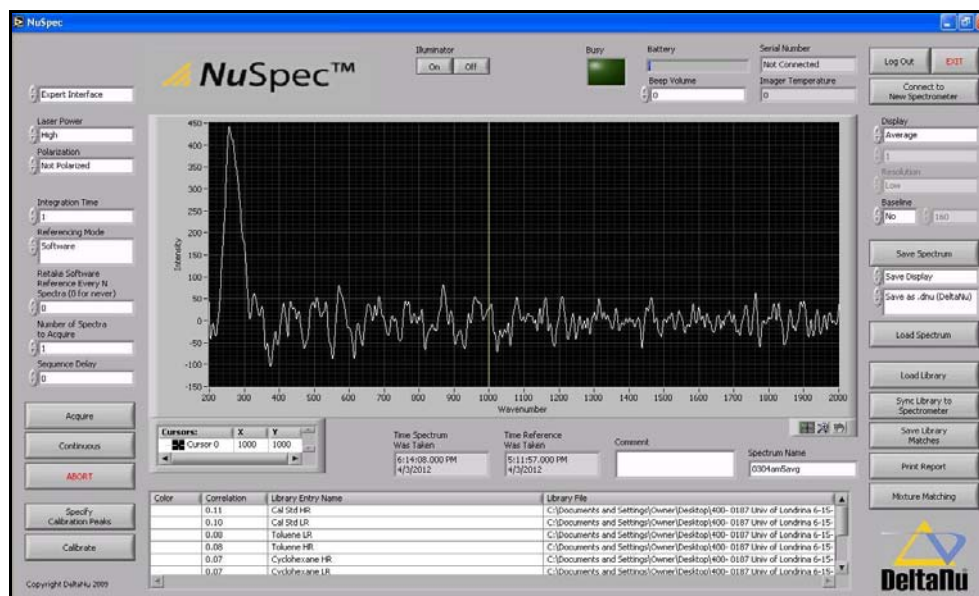 NuSpec
NuSpec™
Illuminator
On Off
Busy
Battery
Beep Volume
0
Serial Number
Not Connected
Imager Temperature
0
Log Out EXIT
Connect to
New Spectrometer
Expert Interface
Laser Power
High
Polarization
Not Polarized
Integration Time
1
Referencing Mode
Software
Retake Software
Reference Every N
Spectra (0 for never)
0
Number of Spectra
to Acquire
1
Sequence Delay
0
Acquire
Continuous
ABORT
Specify
Calibration Peaks
Calibrate
Copyright DeltaNu 2009
Intensity
450
400
350
300
250
200
150
100
50
0
-50
-100
-150
200 300 400 500 600 700 800 900 1000 1100 1200 1300 1400 1500 1600 1700 1800 1900 2000
Wavenumber
Cursors: X Y
Cursor 0 1000 1000
Time Spectrum
Was Taken
6:14:08.000 PM
4/3/2012
Time Reference
Was Taken
5:11:57.000 PM
4/3/2012
Comment
Spectrum Name
0304am5avg
Color Correlation Library Entry Name Library File
0.11 Cal Std HR C:\Documents and Settings\Owner\Desktop\400- 0187 Univ of Londrina 6-15-
0.10 Cal Std LR C:\Documents and Settings\Owner\Desktop\400- 0187 Univ of Londrina 6-15-
0.08 Toluene LR C:\Documents and Settings\Owner\Desktop\400- 0187 Univ of Londrina 6-15-
0.08 Toluene HR C:\Documents and Settings\Owner\Desktop\400- 0187 Univ of Londrina 6-15-
0.07 Cyclohexane HR C:\Documents and Settings\Owner\Desktop\400- 0187 Univ of Londrina 6-15-
0.07 Cyclohexane LR C:\Documents and Settings\Owner\Desktop\400- 0187 Univ of Londrina 6-15-
Display
Average
1
Resolution
Low
Baseline
No 160
Save Spectrum
Save Display
Save as .dnu (DeltaNu)
Load Spectrum
Load Library
Sync Library to
Spectrometer
Save Library
Matches
Print Report
Mixture Matching
DeltaNu